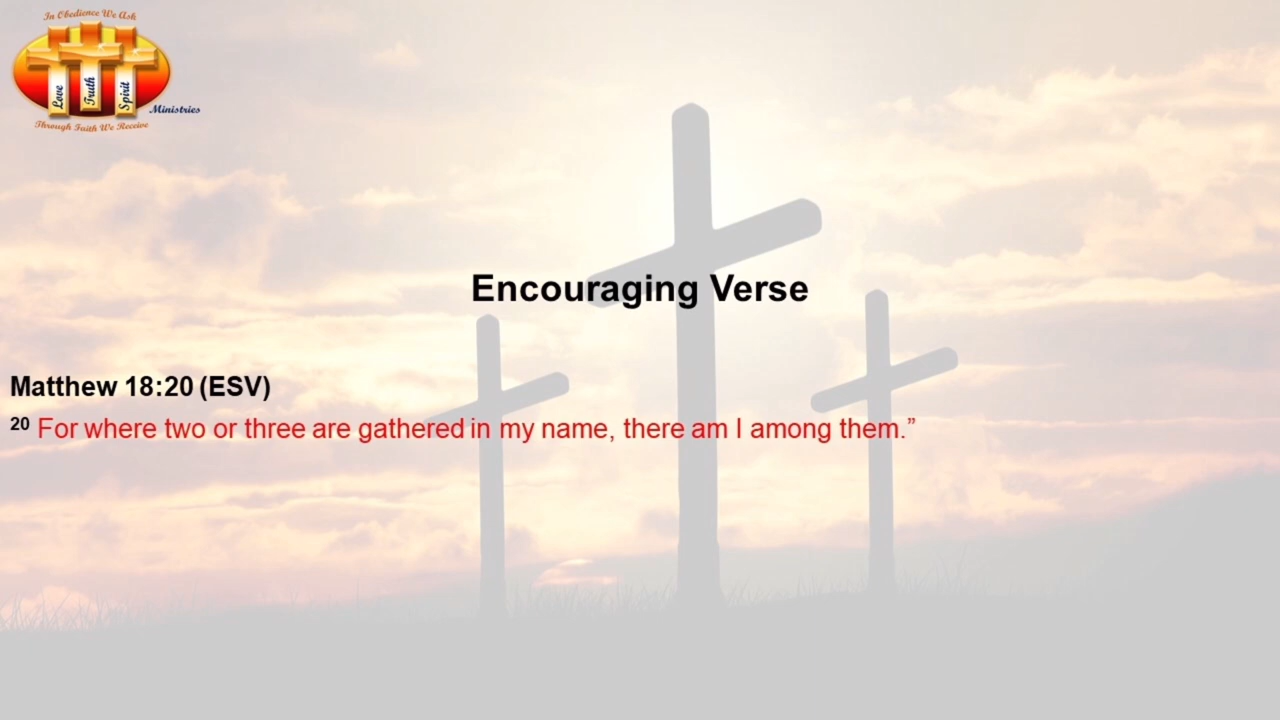 In Obedience We Ask
Love
Truth
Spirit
Ministries
Through Faith We Receive
Encouraging Verse
Matthew 18:20 (ESV)
20 For where two or three are gathered in my name, there am I among them.”